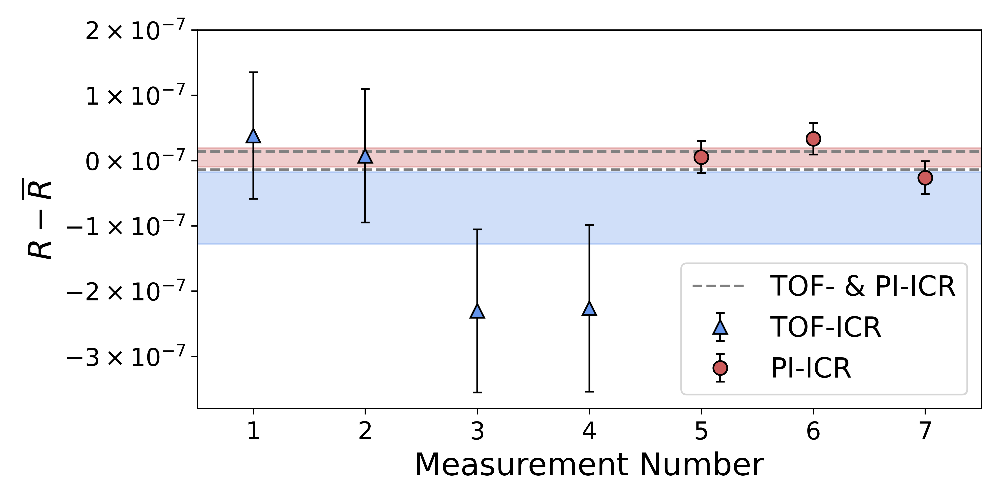 2 × 10⁻⁷
1 × 10⁻⁷
0 × 10⁻⁷
−1 × 10⁻⁷
−2 × 10⁻⁷
−3 × 10⁻⁷
R − R̅
TOF- & PI-ICR
TOF-ICR
PI-ICR
1 2 3 4 5 6 7
Measurement Number